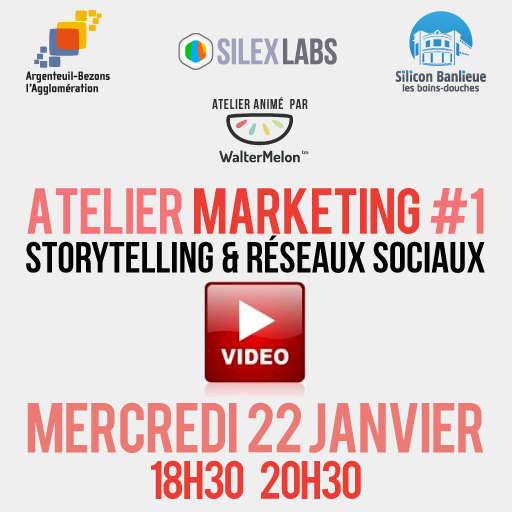 Argenteuil-Bezons
l'Agglomération
SILEX LABS
Silicon Banlieue
les bains-douches
ATELIER ANIMÉ PAR
WalterMelon
ATELIER MARKETING #1
STORYTELLING & RÉSEAUX SOCIAUX
VIDEO
MERCREDI 22 JANVIER
18H30 20H30